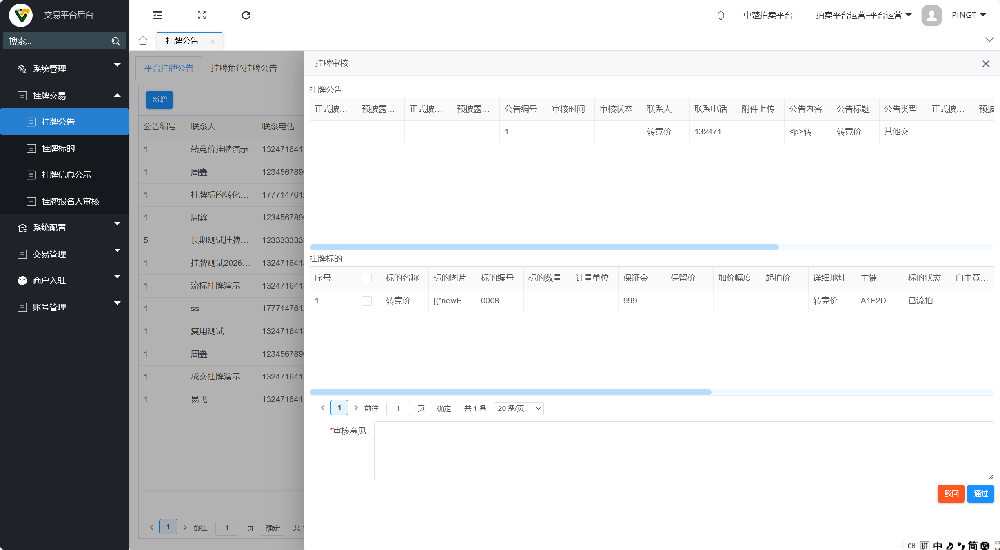 交易平台后台
中楚拍卖平台
拍卖平台运营-平台运营
PINGT
搜索...
挂牌公告
系统管理
挂牌交易
挂牌公告
挂牌标的
挂牌信息公示
挂牌报名人审核
系统配置
交易管理
商户入驻
账号管理
平台挂牌公告 挂牌角色挂牌公告
新增
公告编号 联系人 联系电话
1 转竞价挂牌演示 132471641
1 周鑫 123456789
1 挂牌标的转化... 177714761
1 周鑫 123456789
5 长期测试挂牌... 123333333
1 挂牌测试2026... 132471641
1 流标挂牌演示 132471641
1 ss 177714761
1 复用测试 132471641
1 周鑫 123456789
1 成交挂牌演示 132471641
1 易飞 132471641
1 前往 1 页 确定 共
挂牌审核
挂牌公告
正式披... 预披露... 正式披... 预披露... 公告编号 审核时间 审核状态 联系人 联系电话 附件上传 公告内容 公告标题 公告类型 正式披... 预披
1 转竞价... 132471... <p>转... 转竞价... 其他交...
挂牌标的
序号 标的名称 标的图片 标的编号 标的数量 计量单位 保证金 保留价 加价幅度 起拍价 详细地址 主键 标的状态 自由竞...
1 转竞价... [{"newF... 0008 999 转竞价... A1F2D... 已流拍
1 前往 1 页 确定 共 1 条 20 条/页
*审核意见：
驳回 通过
CH 拼 中 简